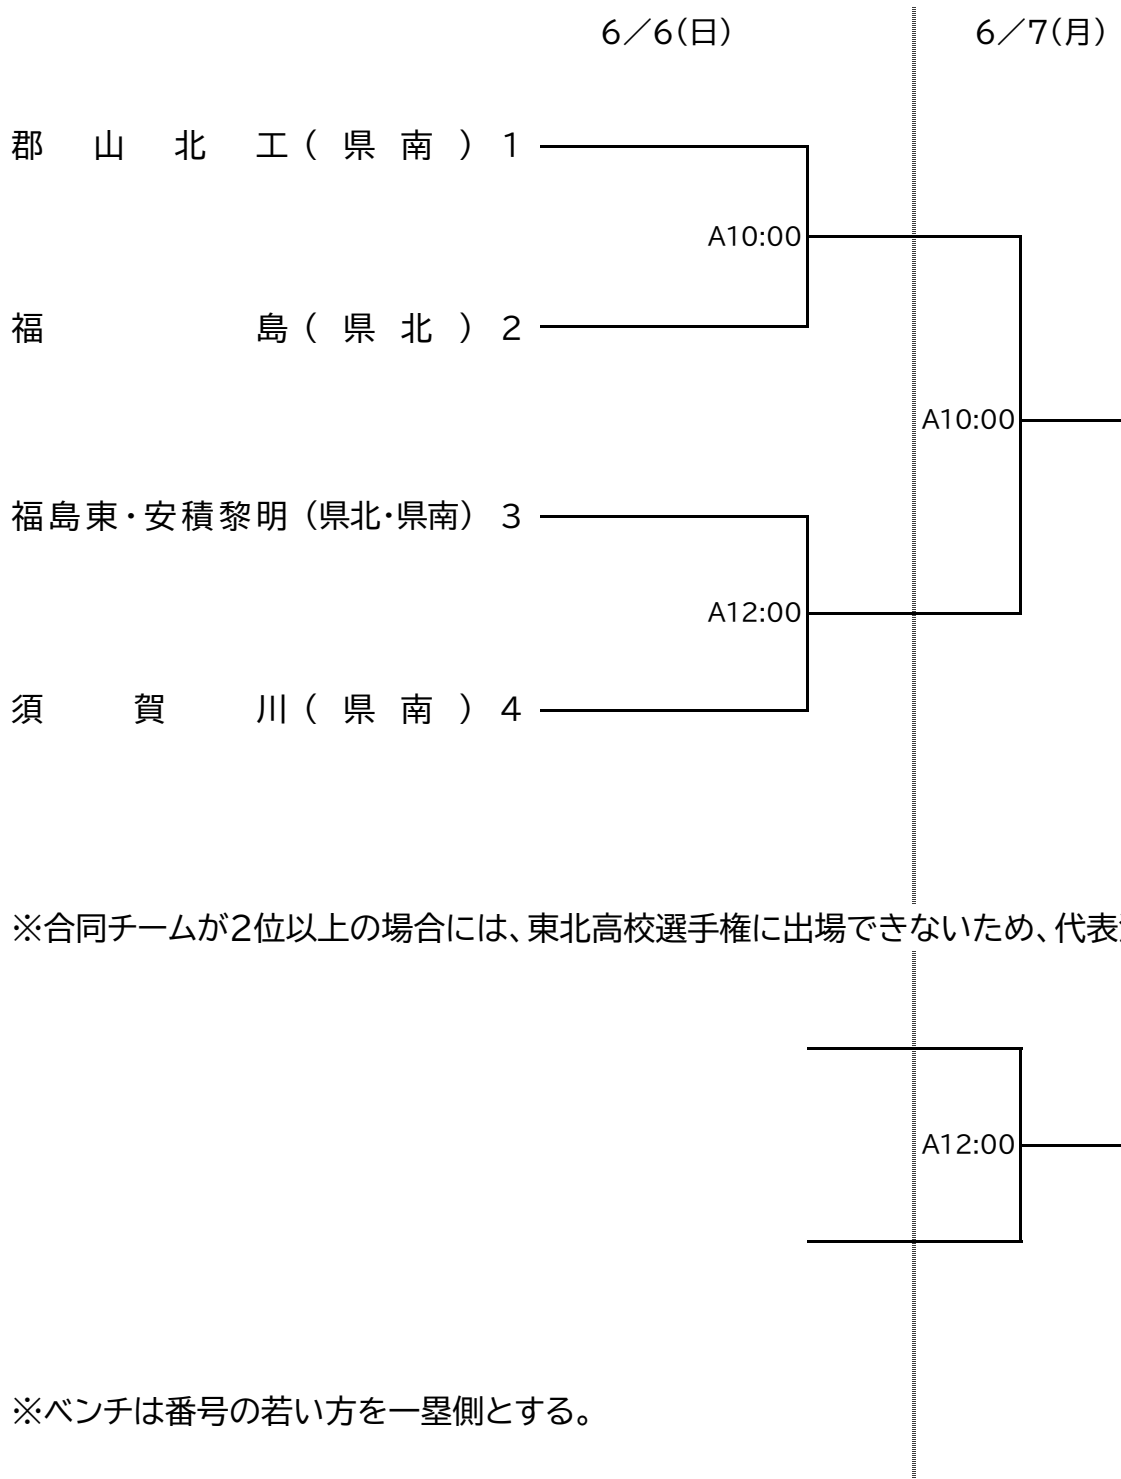 6／6(日) 6／7(月)
郡山北工(県南) 1
A10:00
福島(県北) 2
A10:00
福島東・安積黎明(県北・県南) 3
A12:00
須賀川(県南) 4
※合同チームが2位以上の場合には、東北高校選手権に出場できないため、代表
A12:00
※ベンチは番号の若い方を一塁側とする。